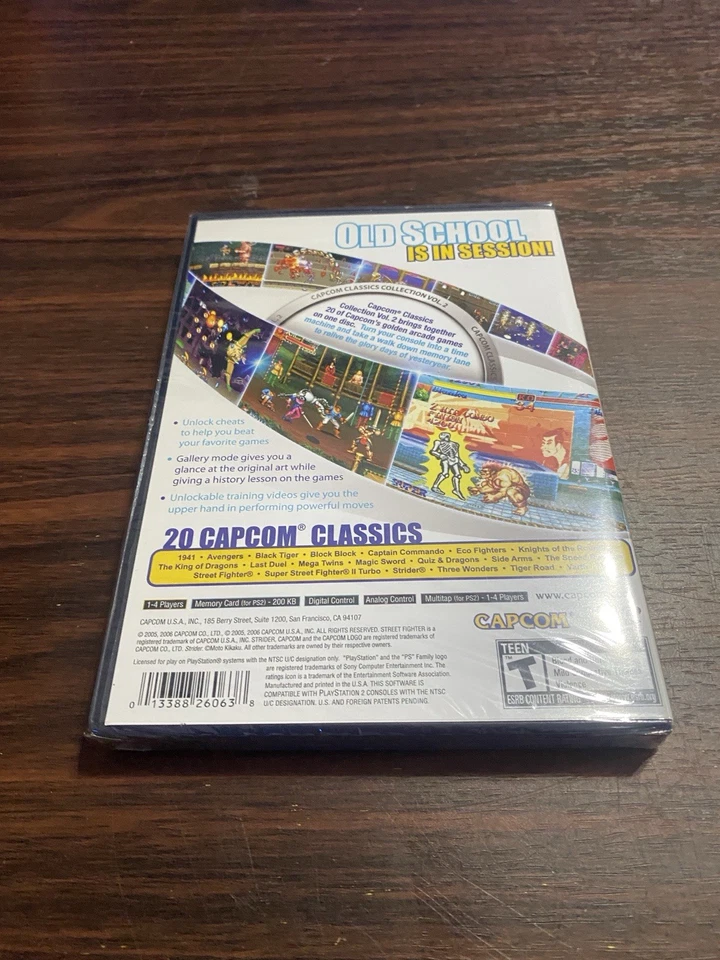 OLD SCHOOL
IS IN SESSION!
CAPCOM CLASSICS COLLECTION VOL. 2
CAPCOM CLASSICS
Capcom® Classics
Collection Vol. 2 brings together
20 of Capcom's golden arcade games
on one disc. Turn your console into a time
machine and take a walk down memory lane
to relive the glory days of yesteryear.
• Unlock cheats
to help you beat
your favorite games
• Gallery mode gives you a
glance at the original art while
giving a history lesson on the games
• Unlockable training videos give you the
upper hand in performing powerful moves
20 CAPCOM® CLASSICS
1941 • Avengers • Black Tiger • Block Block • Captain Commando • Eco Fighters • Knights of the
The King of Dragons • Last Duel • Mega Twins • Magic Sword • Quiz & Dragons • Side Arms • The Speed
Street Fighter® • Super Street Fighter® II Turbo • Strider® • Three Wonders • Tiger Road •
1-4 Players Memory Card (for PS2) - 200 KB Digital Control Analog Control Multitap (for PS2) - 1-4 Players
CAPCOM U.S.A., INC., 185 Berry Street, Suite 1200, San Francisco, CA 94107
© 2005, 2006 CAPCOM CO., LTD., © 2005, 2006 CAPCOM U.S.A., INC. ALL RIGHTS RESERVED. STREET FIGHTER is a
registered trademark of CAPCOM U.S.A., INC. STRIDER, CAPCOM and the CAPCOM LOGO are registered trademarks of
CAPCOM CO., LTD. Strider. ©Moto Kikaku. All other trademarks are owned by their respective owners.
CAPCOM
Licensed for play on PlayStation® systems with the NTSC U/C designation only. "PlayStation" and the "PS" Family logo
are registered trademarks of Sony Computer Entertainment Inc. The
ratings icon is a trademark of the Entertainment Software Association.
Manufactured and printed in the U.S.A. THIS SOFTWARE IS
COMPATIBLE WITH PLAYSTATION 2 CONSOLES WITH THE NTSC
U/C DESIGNATION. U.S. AND FOREIGN PATENTS PENDING.
0 13388 26063 8
TEEN
T
ESRB CONTENT RATING